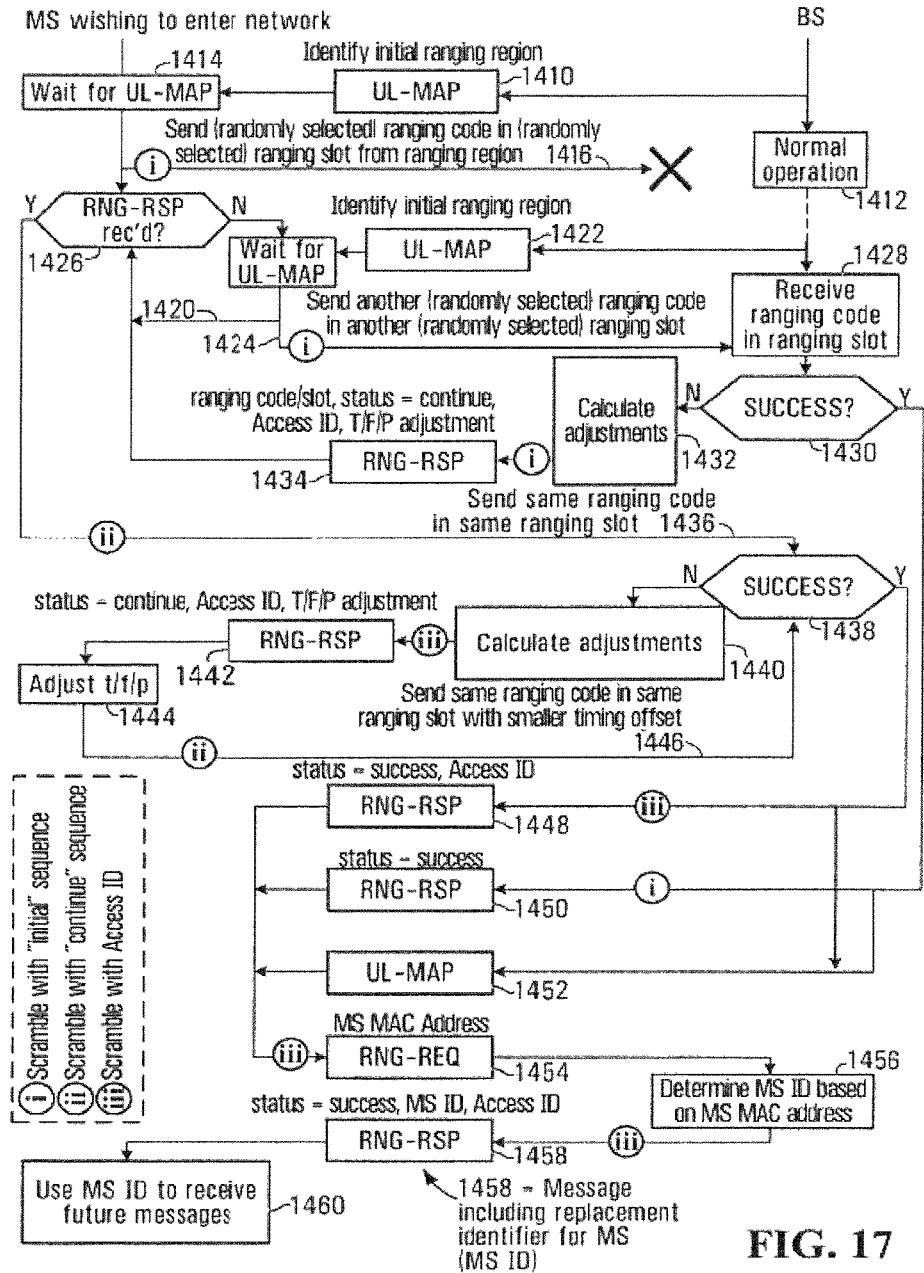 MS wishing to enter network
BS
1414
Identify initial ranging region
1410
Wait for UL-MAP
UL-MAP
Send (randomly selected) ranging code in (randomly
selected) ranging slot from ranging region
1416
i
Normal
operation
1412
Y
RNG-RSP
rec'd?
N
1426
Identify initial ranging region
1422
Wait for
UL-MAP
UL-MAP
1428
Receive
ranging code
in ranging slot
1420
1424
Send another (randomly selected) ranging code
in another (randomly selected) ranging slot
i
ranging code/slot, status = continue,
Access ID, T/F/P adjustment
Calculate
adjustments
1432
N
SUCCESS?
Y
1430
1434
RNG-RSP
i
Send same ranging code
in same ranging slot
1436
ii
N
SUCCESS?
Y
1438
status = continue, Access ID, T/F/P adjustment
RNG-RSP
1442
iii
Calculate adjustments
1440
Adjust t/f/p
1444
Send same ranging code in same
ranging slot with smaller timing offset
1446
ii
status = success, Access ID
RNG-RSP
1448
iii
status = success
RNG-RSP
1450
i
UL-MAP
1452
MS MAC Address
iii
RNG-REQ
1454
1456
Determine MS ID based
on MS MAC address
status = success, MS ID, Access ID
RNG-RSP
1458
iii
Use MS ID to receive
future messages
1460
1458 = Message
including replacement
identifier for MS
(MS ID)
i Scramble with "initial" sequence
ii Scramble with "continue" sequence
iii Scramble with Access ID
FIG. 17